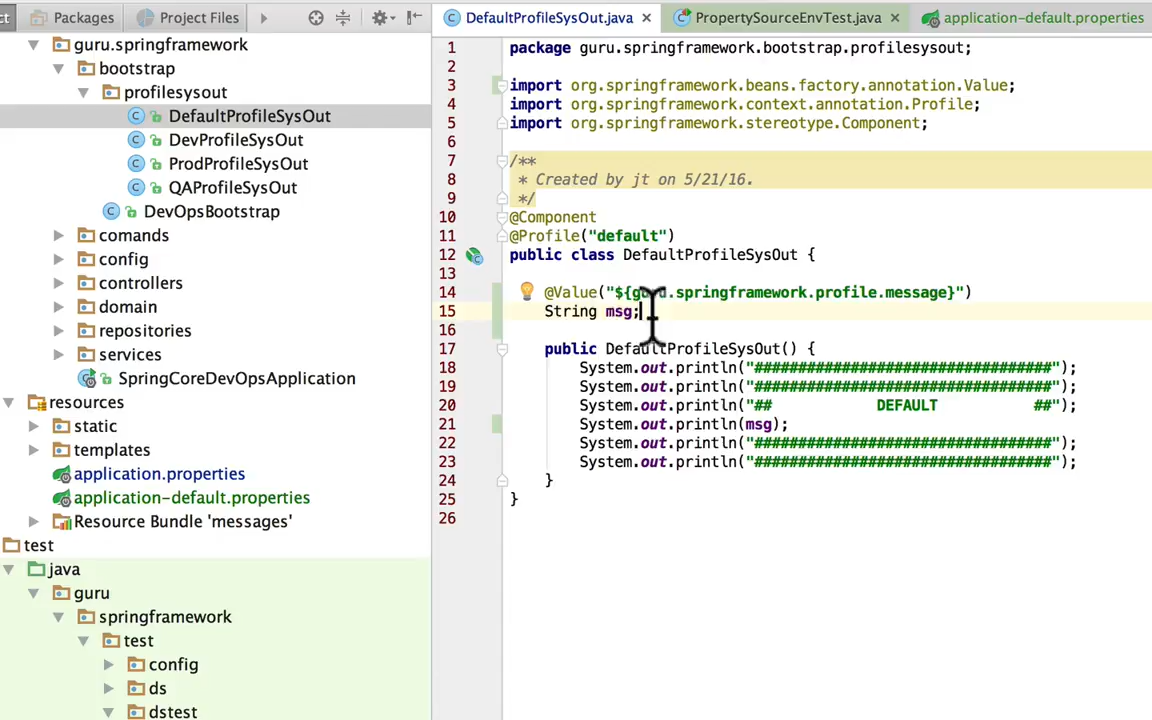 Packages
Project Files
DefaultProfileSysOut.java
PropertySourceEnvTest.java
application-default.properties
guru.springframework
bootstrap
profilesysout
DefaultProfileSysOut
DevProfileSysOut
ProdProfileSysOut
QAProfileSysOut
DevOpsBootstrap
comands
config
controllers
domain
repositories
services
SpringCoreDevOpsApplication
resources
static
templates
application.properties
application-default.properties
Resource Bundle 'messages'
test
java
guru
springframework
test
config
ds
dstest
1 package guru.springframework.bootstrap.profilesysout;
2
3 import org.springframework.beans.factory.annotation.Value;
4 import org.springframework.context.annotation.Profile;
5 import org.springframework.stereotype.Component;
6
7 /**
8 * Created by jt on 5/21/16.
9 */
10 @Component
11 @Profile("default")
12 public class DefaultProfileSysOut {
13
14 @Value("${guru.springframework.profile.message}")
15 String msg;
16
17 public DefaultProfileSysOut() {
18 System.out.println("##################################");
19 System.out.println("##################################");
20 System.out.println("## DEFAULT ##");
21 System.out.println(msg);
22 System.out.println("##################################");
23 System.out.println("##################################");
24 }
25 }
26